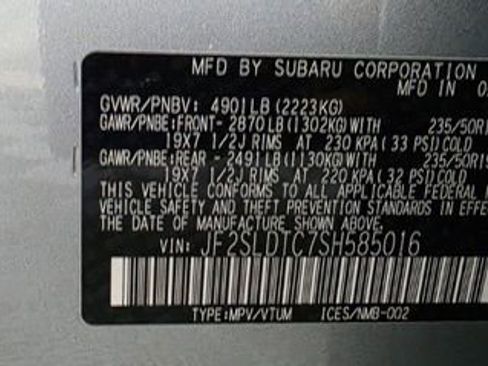 MFD BY SUBARU CORPORATION
MFD IN
GVWR/PNBV: 4901LB(2223KG)
GAWR/PNBE:FRONT- 2870LB(1302KG)WITH 235/50R1
19X7 1/2J RIMS AT 230 KPA(33 PSI)COLD
GAWR/PNBE:REAR - 2491LB(1130KG)WITH 235/50R19
19X7 1/2J RIMS AT 220 KPA(32 PSI)COLD
THIS VEHICLE CONFORMS TO ALL APPLICABLE FEDERAL
VEHICLE SAFETY AND THEFT PREVENTION STANDARDS IN EFFE
THE DATE OF MANUFACTURE SHOWN ABOVE.
VIN: JF2SLDTC7SH585016
TYPE:MPV/VTUM ICES/NMB-002